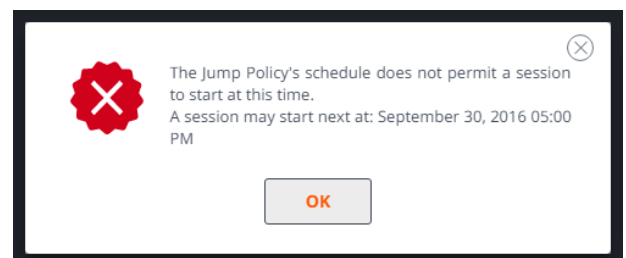 The Jump Policy's schedule does not permit a session
to start at this time.
A session may start next at: September 30, 2016 05:00
PM
OK